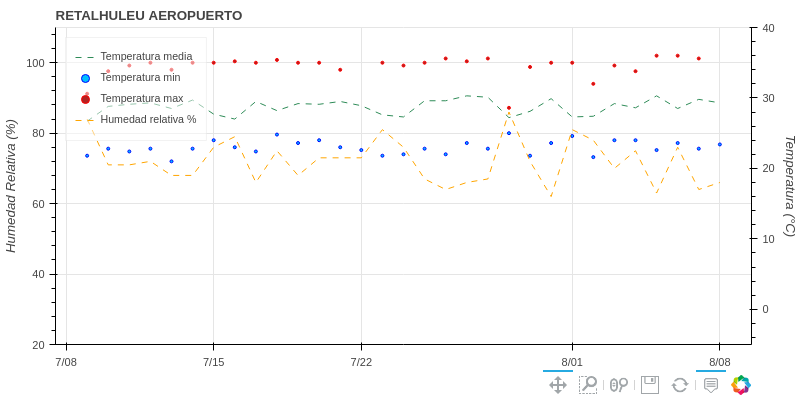 RETALHULEU AEROPUERTO
Temperatura media
Temperatura min
Temperatura max
Humedad relativa %
Humedad Relativa (%)
100
80
60
40
20
Temperatura (°C)
40
30
20
10
0
7/08
7/15
7/22
8/01
8/08